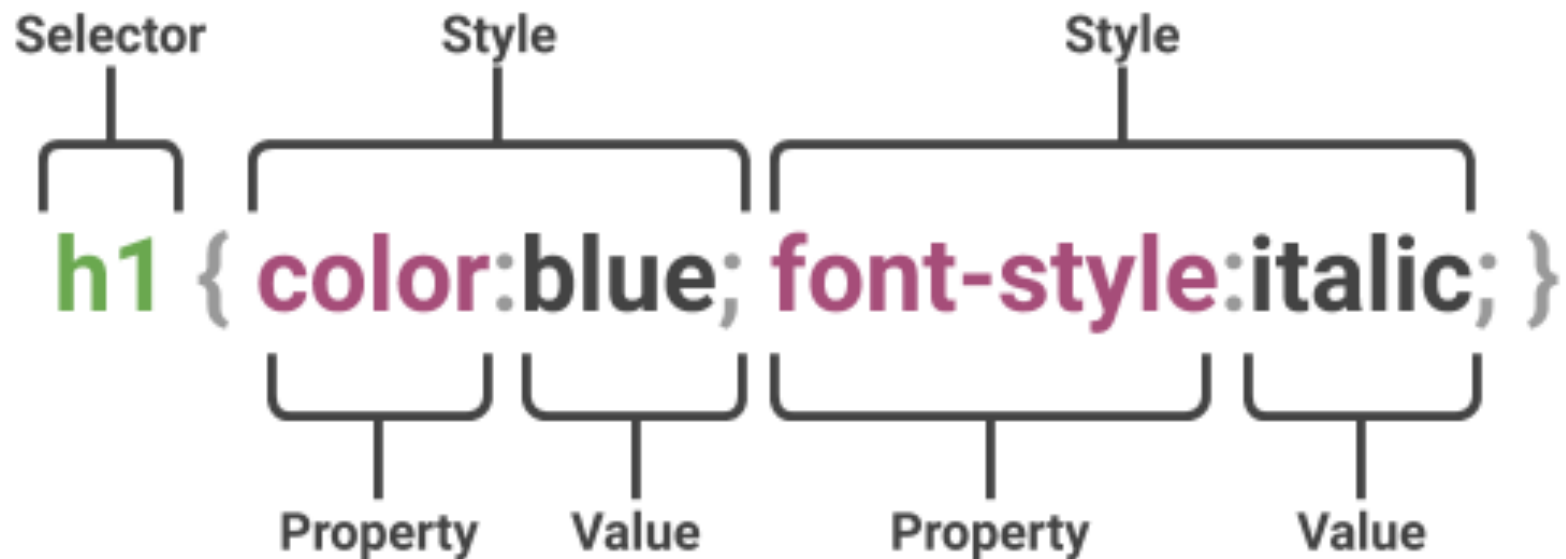 Selector Style Style
h1 { color:blue; font-style:italic; }
Property Value Property Value